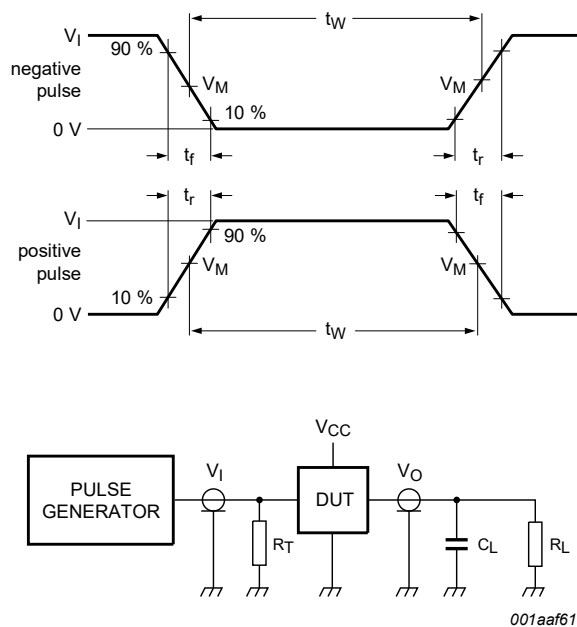 V_I
t_W
90 %
negative
pulse
V_M
V_M
10 %
0 V
t_f
t_r
t_r
t_f
V_I
90 %
positive
pulse
V_M
V_M
10 %
0 V
t_W
V_CC
V_I
V_O
PULSE
GENERATOR
DUT
R_T
C_L
R_L
001aaf61